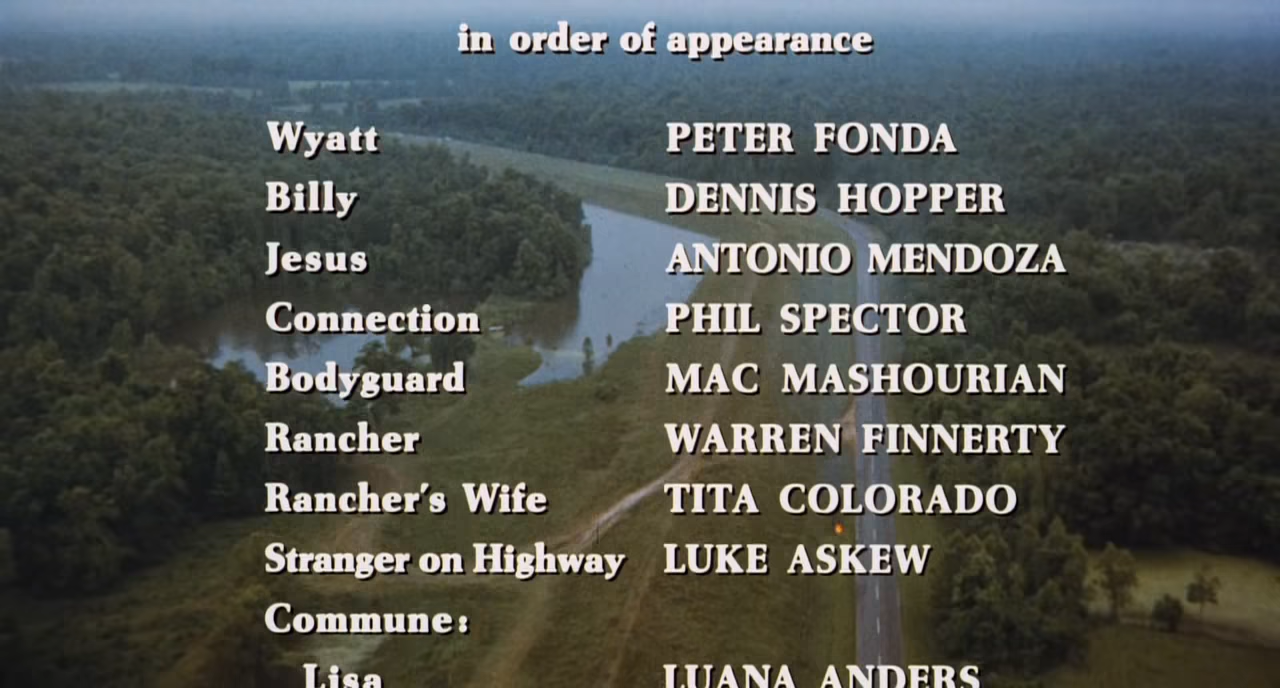 in order of appearance
Wyatt PETER FONDA
Billy DENNIS HOPPER
Jesus ANTONIO MENDOZA
Connection PHIL SPECTOR
Bodyguard MAC MASHOURIAN
Rancher WARREN FINNERTY
Rancher's Wife TITA COLORADO
Stranger on Highway LUKE ASKEW
Commune:
Lisa LUANA ANDERS